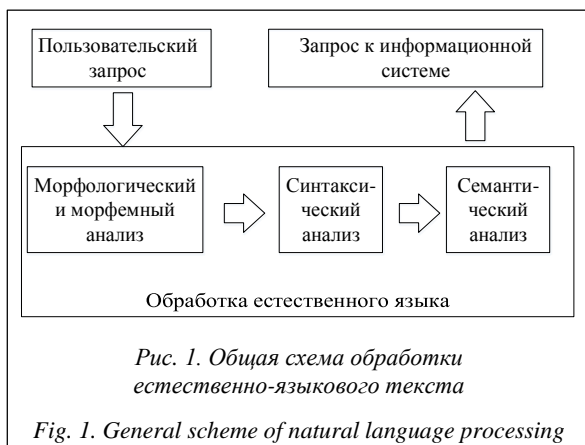 Пользовательский
запрос
Запрос к информационной
системе
Морфологический
и морфемный
анализ
Синтакси-
ческий
анализ
Семанти-
ческий
анализ
Обработка естественного языка
Рис. 1. Общая схема обработки
естественно-языкового текста
Fig. 1. General scheme of natural language processing